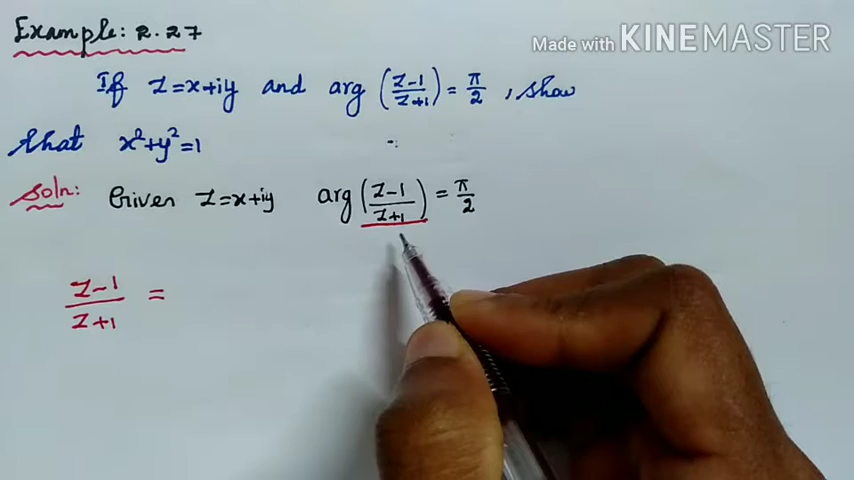 Example: 2.27
Made with KINEMASTER
If z=x+iy and arg (z-1/z+1) = π/2, show
that x²+y²=1
Soln: Given z=x+iy arg (z-1/z+1) = π/2
z-1/z+1 =